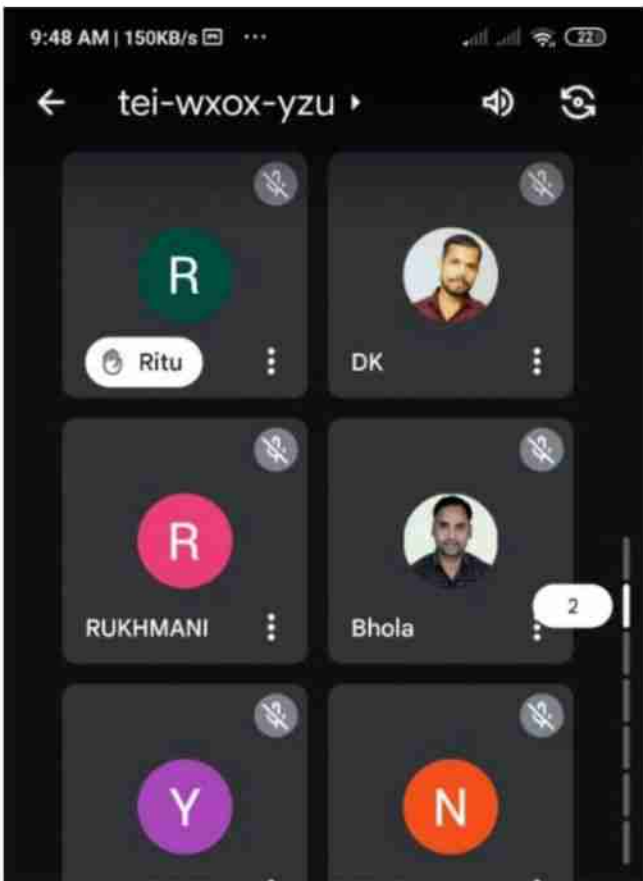 9:48 AM | 150KB/s ... 22
tei-wxox-yzu
R
Ritu
DK
R
RUKHMANI
Bhola
2
Y
N